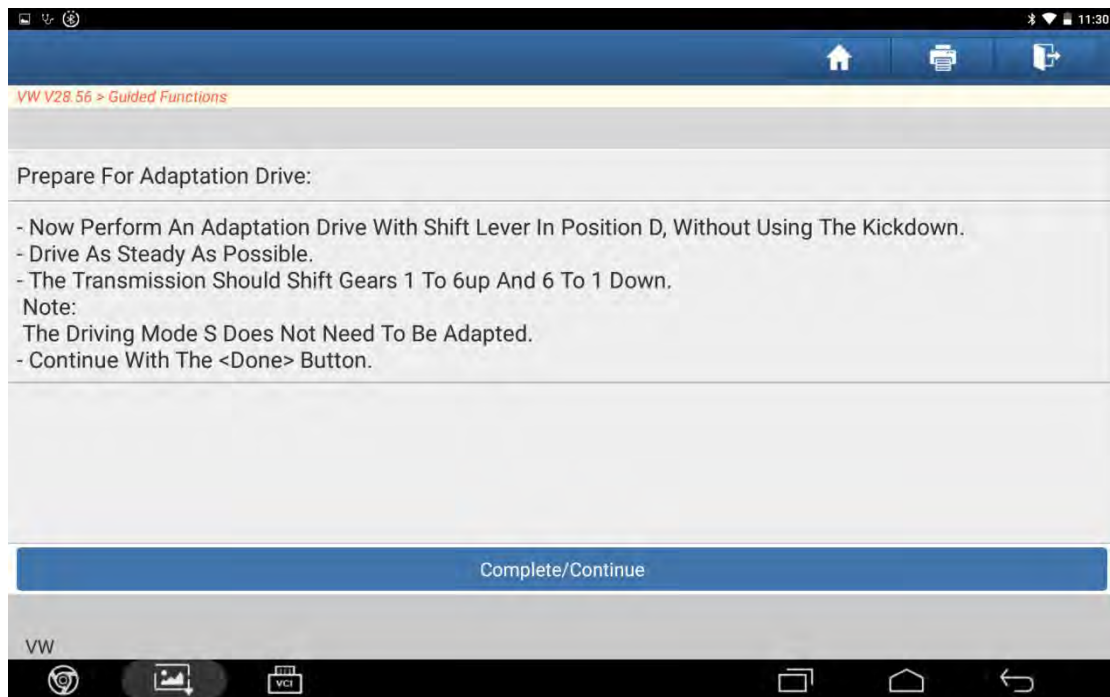 11:30
VW V28.56 > Guided Functions
Prepare For Adaptation Drive:
- Now Perform An Adaptation Drive With Shift Lever In Position D, Without Using The Kickdown.
- Drive As Steady As Possible.
- The Transmission Should Shift Gears 1 To 6up And 6 To 1 Down.
Note:
The Driving Mode S Does Not Need To Be Adapted.
- Continue With The <Done> Button.
Complete/Continue
VW
VCI